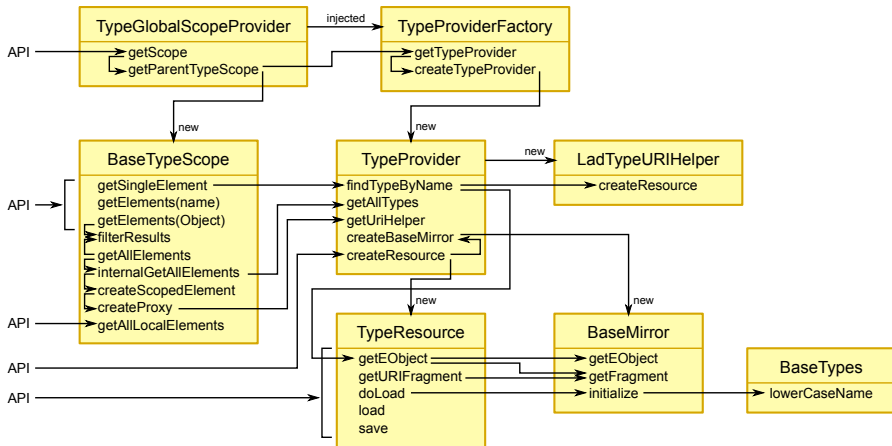 TypeGlobalScopeProvider
injected
TypeProviderFactory
API
getScope
getParentTypeScope
getTypeProvider
createTypeProvider
new
new
BaseTypeScope
TypeProvider
new
LadTypeURIHelper
API
getSingleElement
getElements(name)
getElements(Object)
filterResults
getAllElements
internalGetAllElements
createScopedElement
createProxy
API
getAllLocalElements
findTypeByName
getAllTypes
getUriHelper
createBaseMirror
createResource
createResource
new
new
TypeResource
BaseMirror
BaseTypes
API
API
getEObject
getURIFragment
doLoad
load
save
getEObject
getFragment
initialize
lowerCaseName